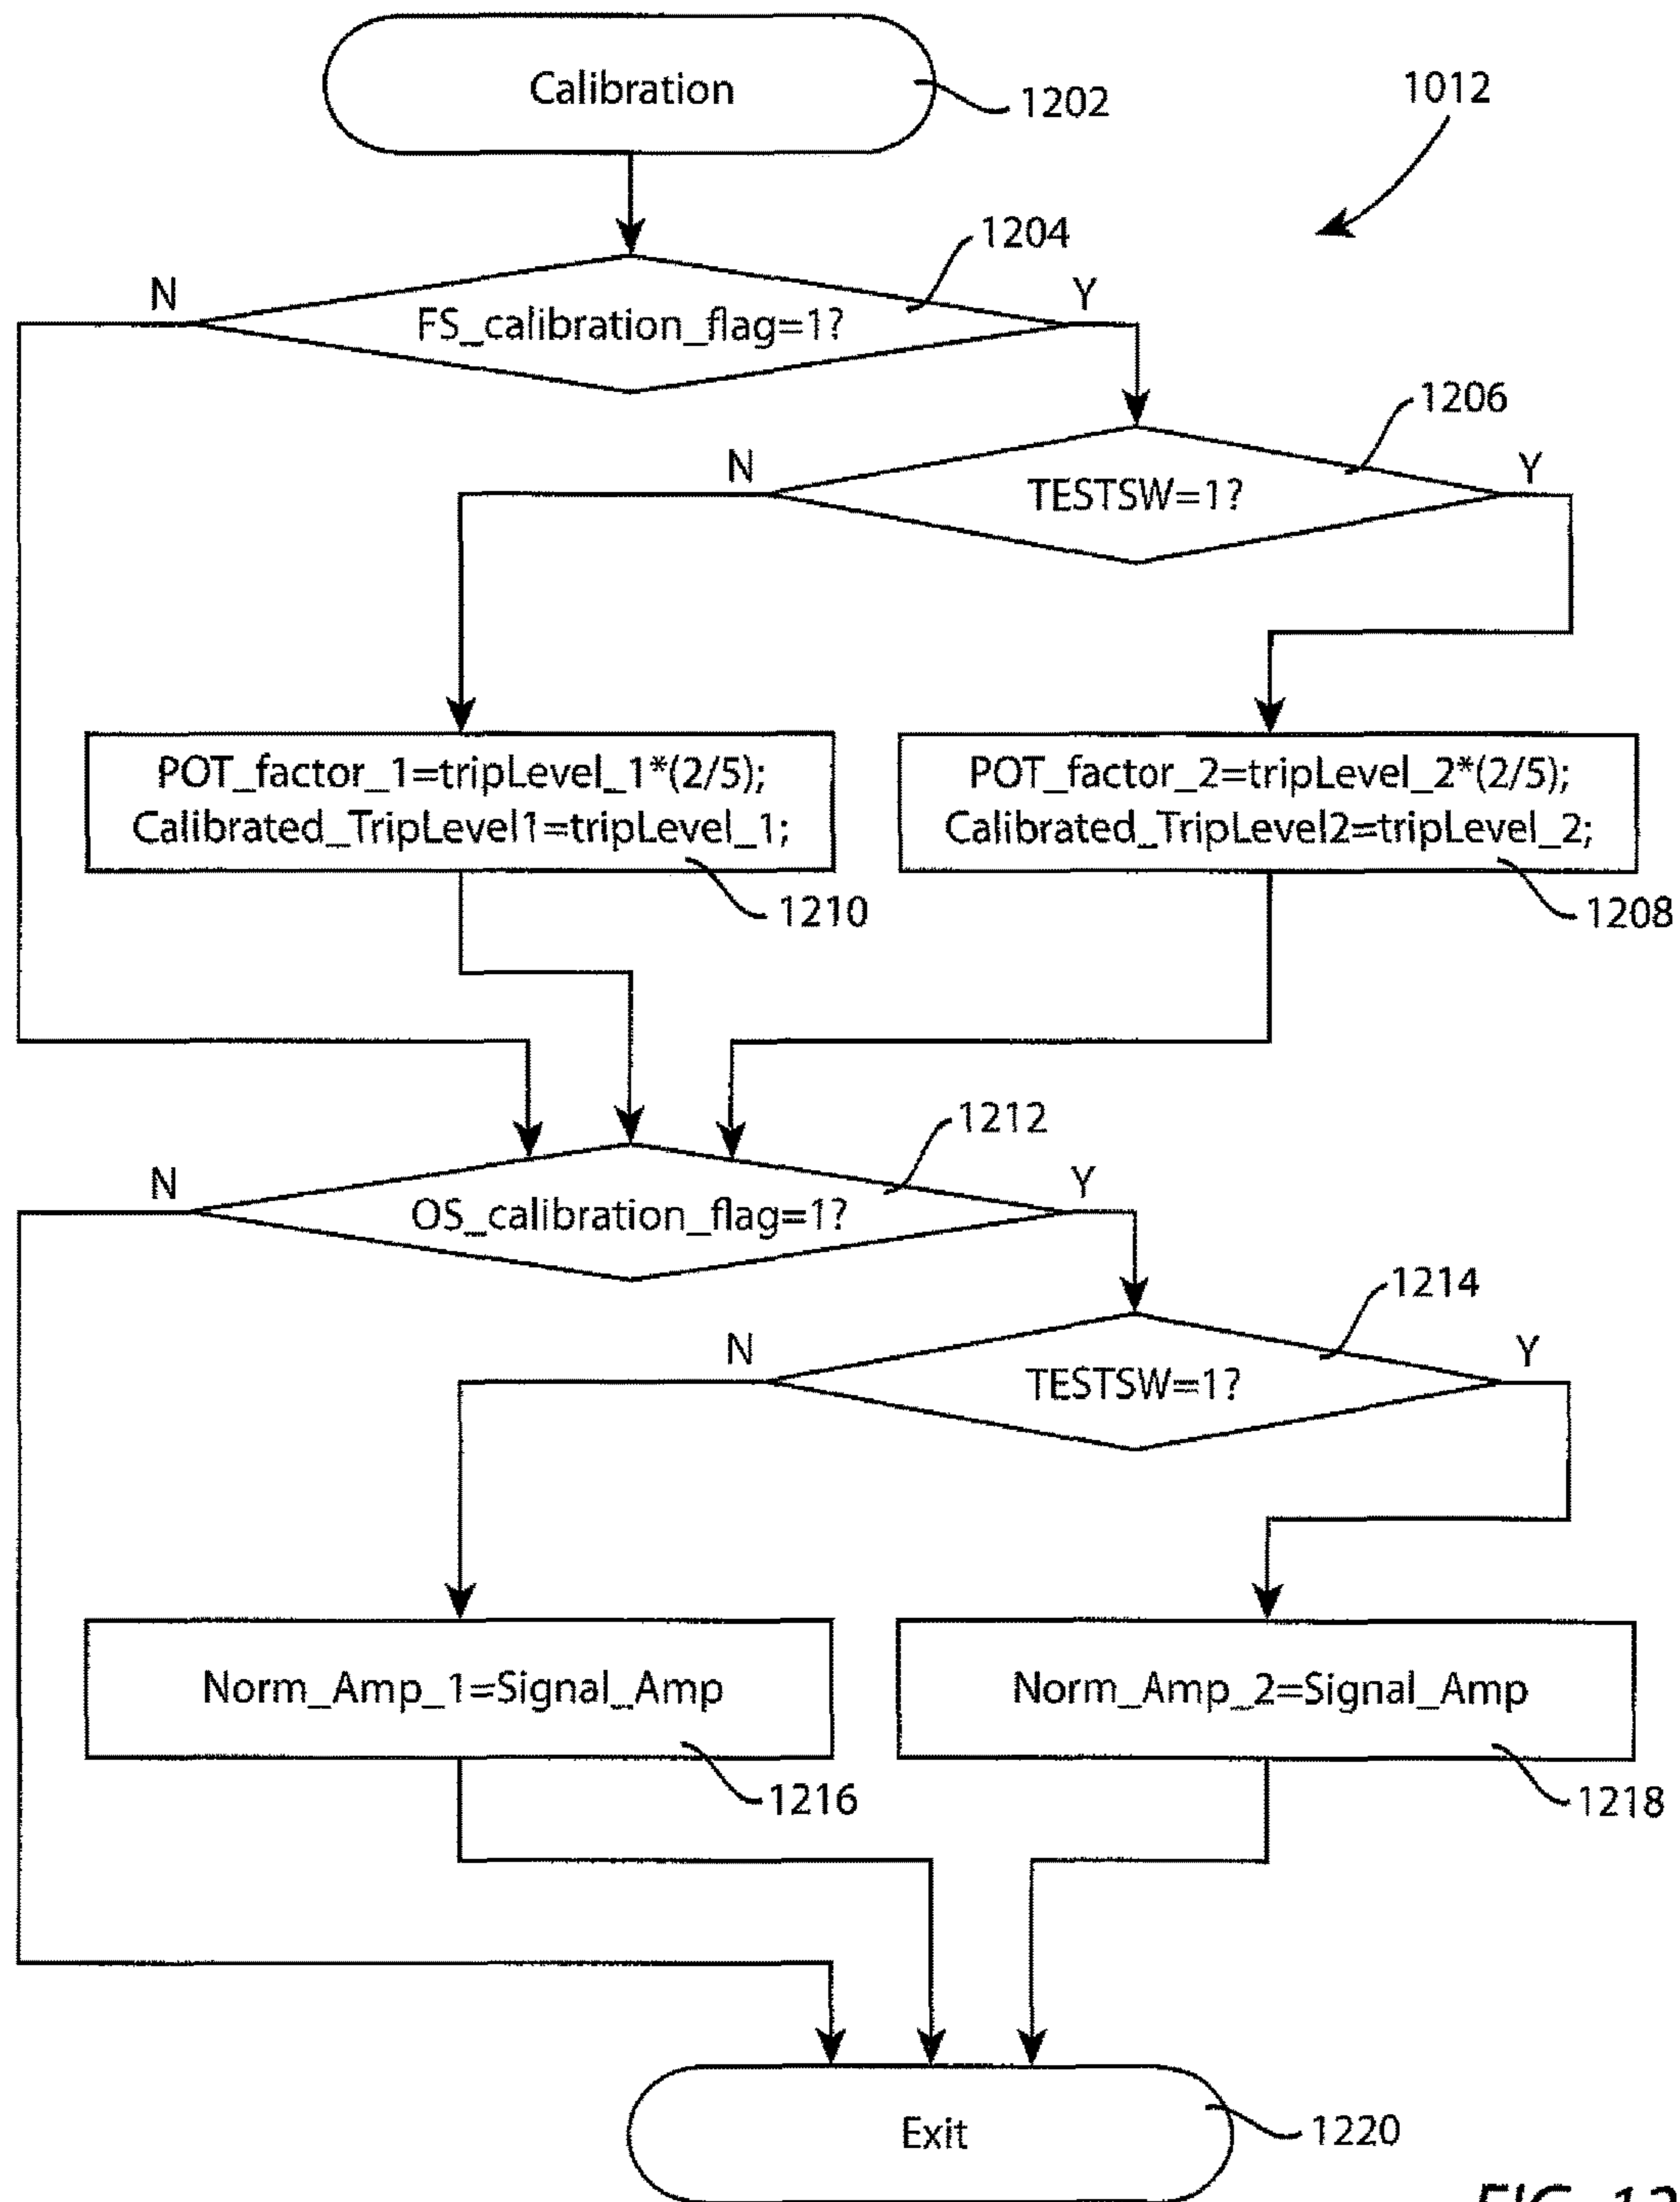 Calibration
1202
1012
1204
N
Y
FS_calibration_flag=1?
1206
N
Y
TESTSW=1?
POT_factor_1=tripLevel_1*(2/5);
Calibrated_TripLevel1=tripLevel_1;
1210
POT_factor_2=tripLevel_2*(2/5);
Calibrated_TripLevel2=tripLevel_2;
1208
1212
N
Y
OS_calibration_flag=1?
1214
N
Y
TESTSW=1?
Norm_Amp_1=Signal_Amp
1216
Norm_Amp_2=Signal_Amp
1218
Exit
1220